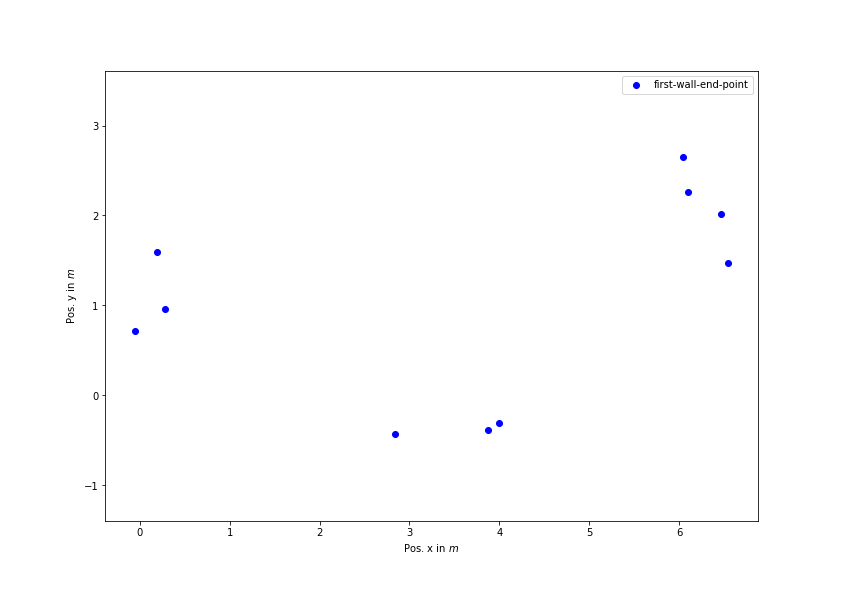 first-wall-end-point
3
2
1
0
−1
Pos. y in m
0 1 2 3 4 5 6
Pos. x in m